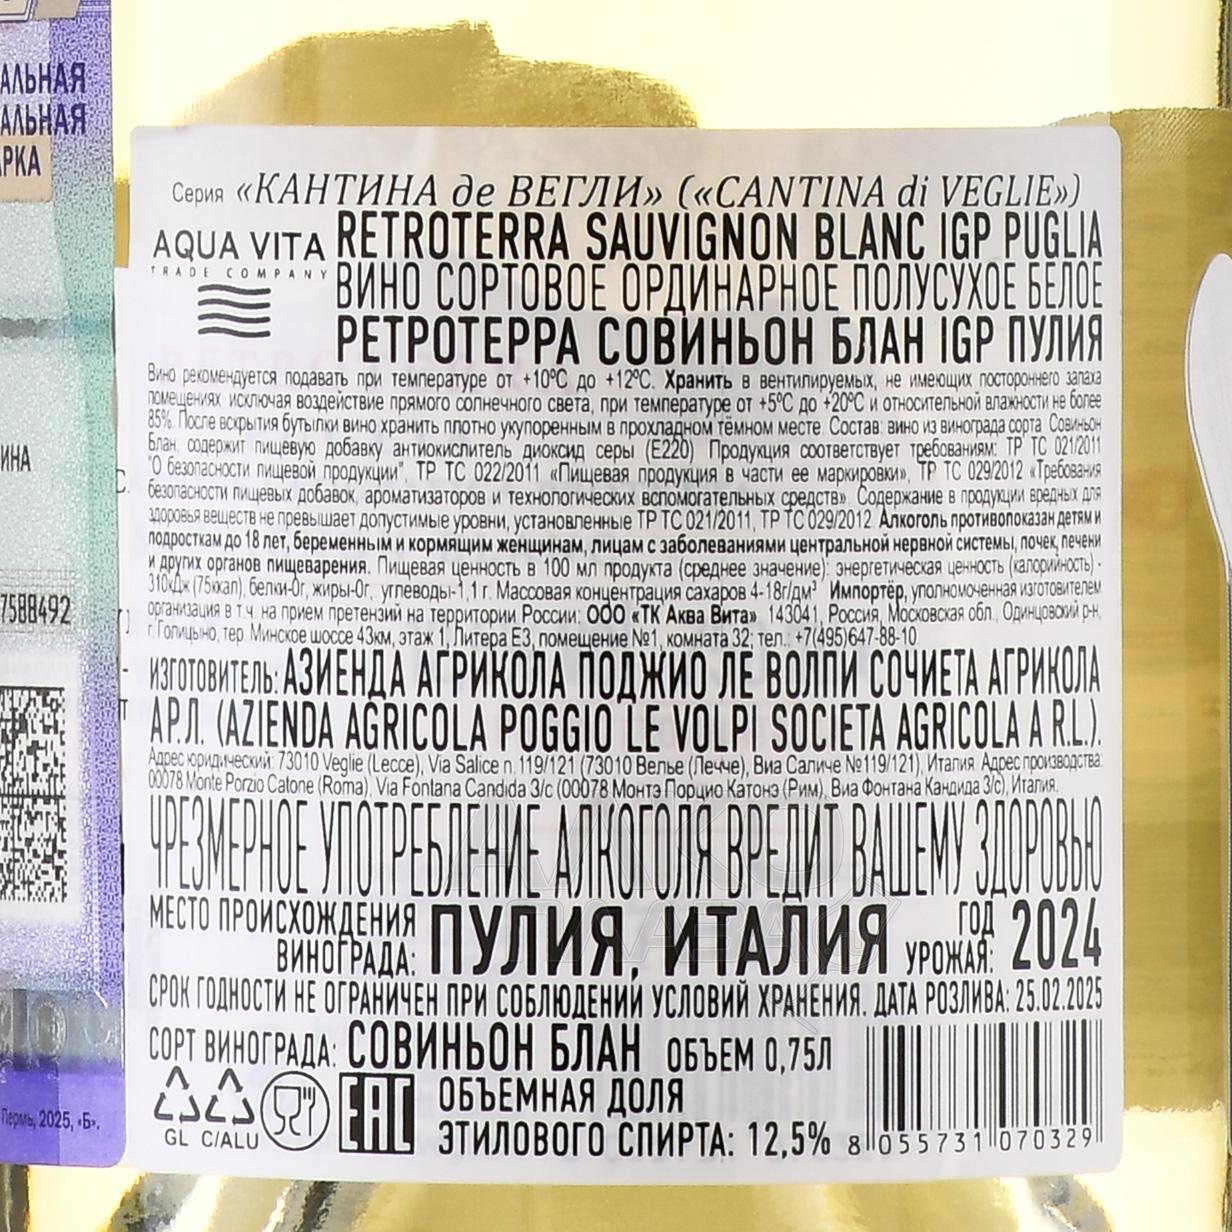 АЛЬНАЯ
АЛЬНАЯ
АРКА
ИНА
7588492
Пермь, 2025, «Б».
Серия «КАНТИНА де ВЕГЛИ» («CANTINA di VEGLIE»)
AQUA VITA
TRADE COMPANY
RETROTERRA SAUVIGNON BLANC IGP PUGLIA
ВИНО СОРТОВОЕ ОРДИНАРНОЕ ПОЛУСУХОЕ БЕЛОЕ
РЕТРОТЕРРА СОВИНЬОН БЛАН IGP ПУЛИЯ
Вино рекомендуется подавать при температуре от +10ºС до +12ºС. Хранить в вентилируемых, не имеющих постороннего запаха
помещениях исключая воздействие прямого солнечного света, при температуре от +5ºС до +20ºС и относительной влажности не более
85%. После вскрытия бутылки вино хранить плотно укупоренным в прохладном тёмном месте. Состав: вино из винограда сорта Совиньон
Блан, содержит пищевую добавку антиокислитель диоксид серы (Е220) Продукция соответствует требованиям: ТР ТС 021/2011
"О безопасности пищевой продукции", ТР ТС 022/2011 «Пищевая продукция в части ее маркировки», ТР ТС 029/2012 «Требования
безопасности пищевых добавок, ароматизаторов и технологических вспомогательных средств». Содержание в продукции вредных для
здоровья веществ не превышает допустимые уровни, установленные ТР ТС 021/2011, ТР ТС 029/2012 Алкоголь противопоказан детям и
подросткам до 18 лет, беременным и кормящим женщинам, лицам с заболеваниями центральной нервной системы, почек, печени
и других органов пищеварения. Пищевая ценность в 100 мл продукта (среднее значение): энергетическая ценность (калорийность) -
310кДж (75ккал), белки-0г, жиры-0г, углеводы-1,1 г. Массовая концентрация сахаров 4-18г/дм³ Импортёр, уполномоченная изготовителем
организация в т.ч. на прием претензий на территории России: ООО «ТК Аква Вита» 143041, Россия, Московская обл., Одинцовский р-н,
г. Голицыно, тер. Минское шоссе 43км, этаж 1, Литера Е3, помещение №1, комната 32; тел.: +7(495)647-88-10.
ИЗГОТОВИТЕЛЬ: АЗИЕНДА АГРИКОЛА ПОДЖИО ЛЕ ВОЛПИ СОЧИЕТА АГРИКОЛА
А Р.Л. (AZIENDA AGRICOLA POGGIO LE VOLPI SOCIETA AGRICOLA A R.L.).
Адрес юридический: 73010 Veglie (Lecce), Via Salice n. 119/121 (73010 Велье (Лечче), Виа Саличе №119/121), Италия. Адрес производства:
00078 Monte Porzio Catone (Roma), Via Fontana Candida 3/c (00078 Монтэ Порцио Катонэ (Рим), Виа Фонтана Кандида 3/с), Италия.
ЧРЕЗМЕРНОЕ УПОТРЕБЛЕНИЕ АЛКОГОЛЯ ВРЕДИТ ВАШЕМУ ЗДОРОВЬЮ
МЕСТО ПРОИСХОЖДЕНИЯ
ВИНОГРАДА: ПУЛИЯ, ИТАЛИЯ ГОД
УРОЖАЯ: 2024
СРОК ГОДНОСТИ НЕ ОГРАНИЧЕН ПРИ СОБЛЮДЕНИИ УСЛОВИЙ ХРАНЕНИЯ. ДАТА РОЗЛИВА: 25.02.2025
СОРТ ВИНОГРАДА: СОВИНЬОН БЛАН ОБЪЕМ 0,75Л
ОБЪЕМНАЯ ДОЛЯ
ЭТИЛОВОГО СПИРТА: 12,5%
GL C/ALU
EAC
8 055731 070329